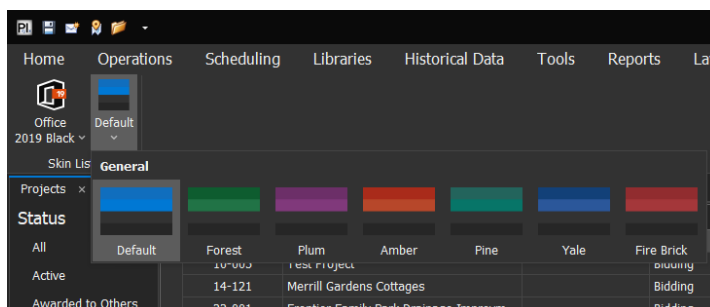 PL
Home Operations Scheduling Libraries Historical Data Tools Reports La
19
Office
2019 Black
Default
Skin Lis
General
Default Forest Plum Amber Pine Yale Fire Brick
Projects ×
Status
All
Active
Awarded to Others
Test Project Bidding
14-121 Merrill Gardens Cottages Bidding